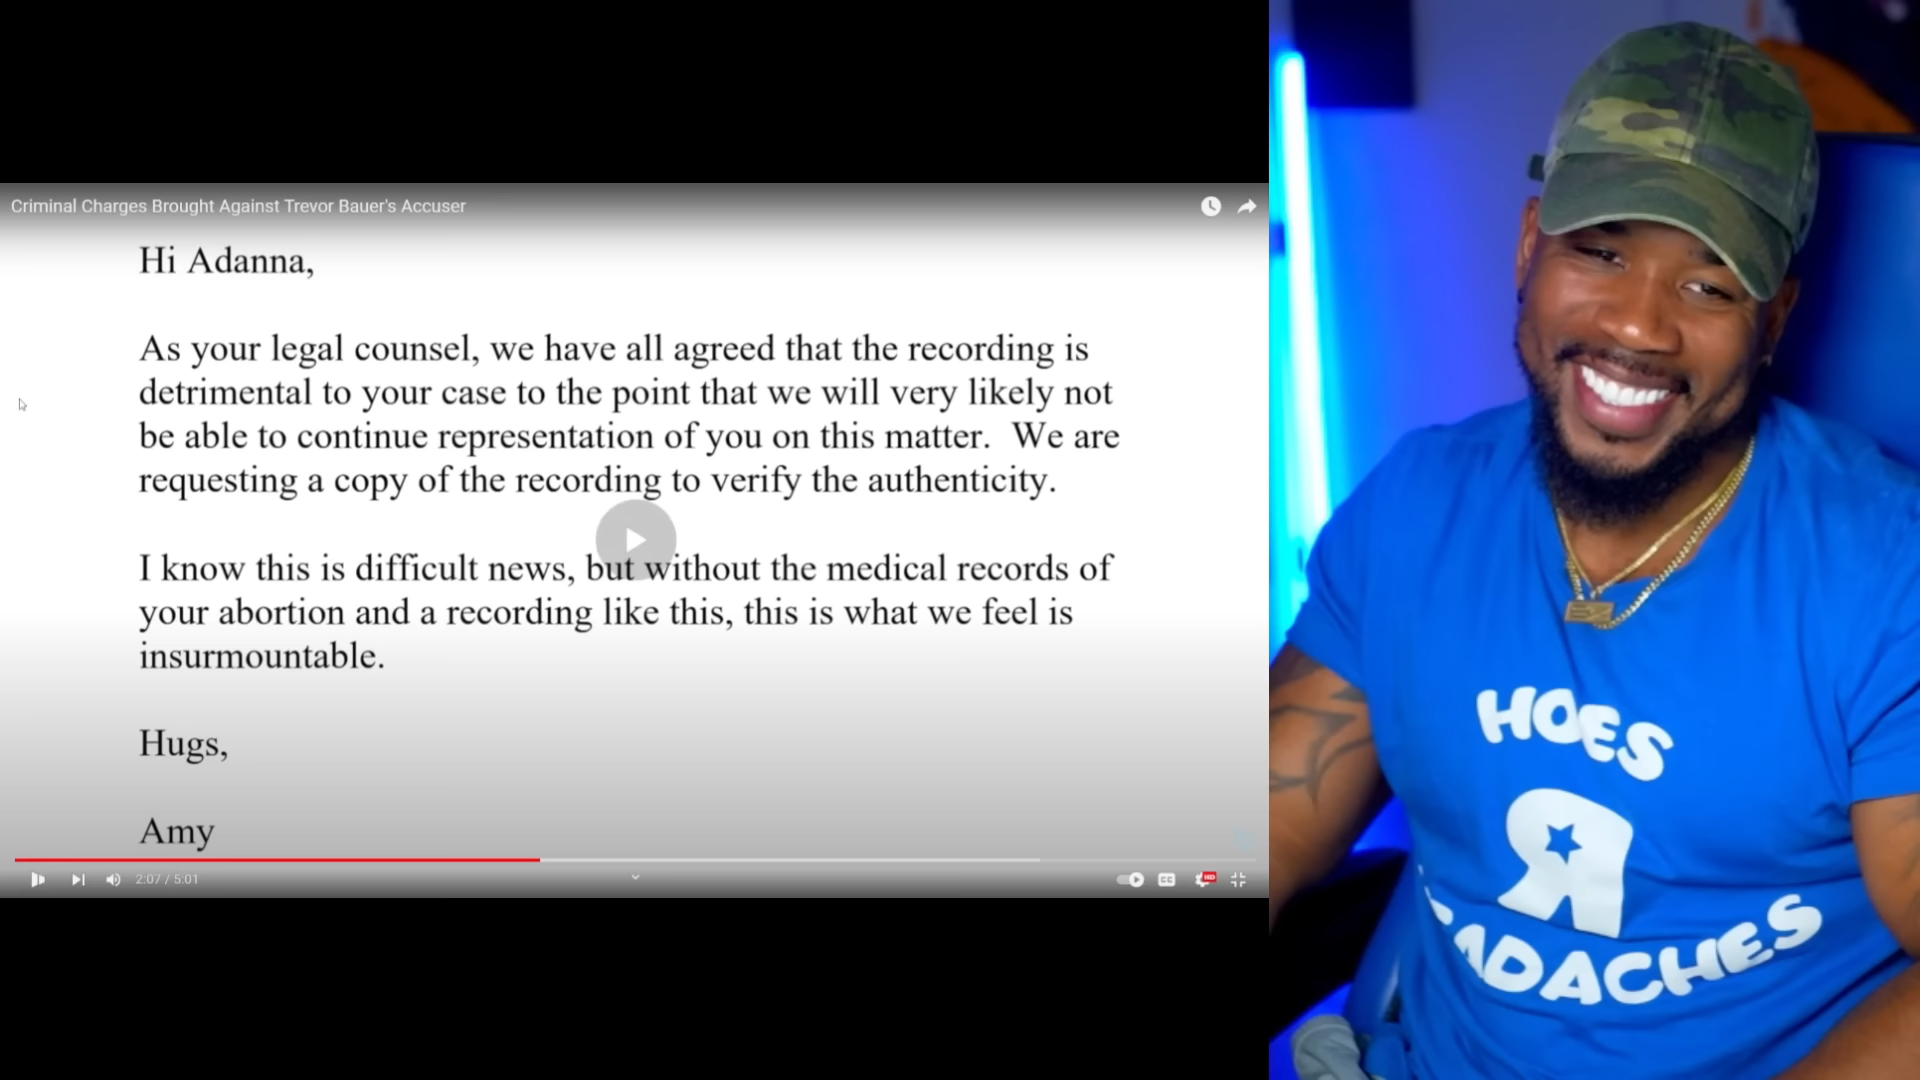 Criminal Charges Brought Against Trevor Bauer's Accuser
Hi Adanna,
As your legal counsel, we have all agreed that the recording is
detrimental to your case to the point that we will very likely not
be able to continue representation of you on this matter.  We are
requesting a copy of the recording to verify the authenticity.
I know this is difficult news, but without the medical records of
your abortion and a recording like this, this is what we feel is
insurmountable.
Hugs,
Amy
2:07 / 5:01
CC
HD
HOES
R
ADACHES